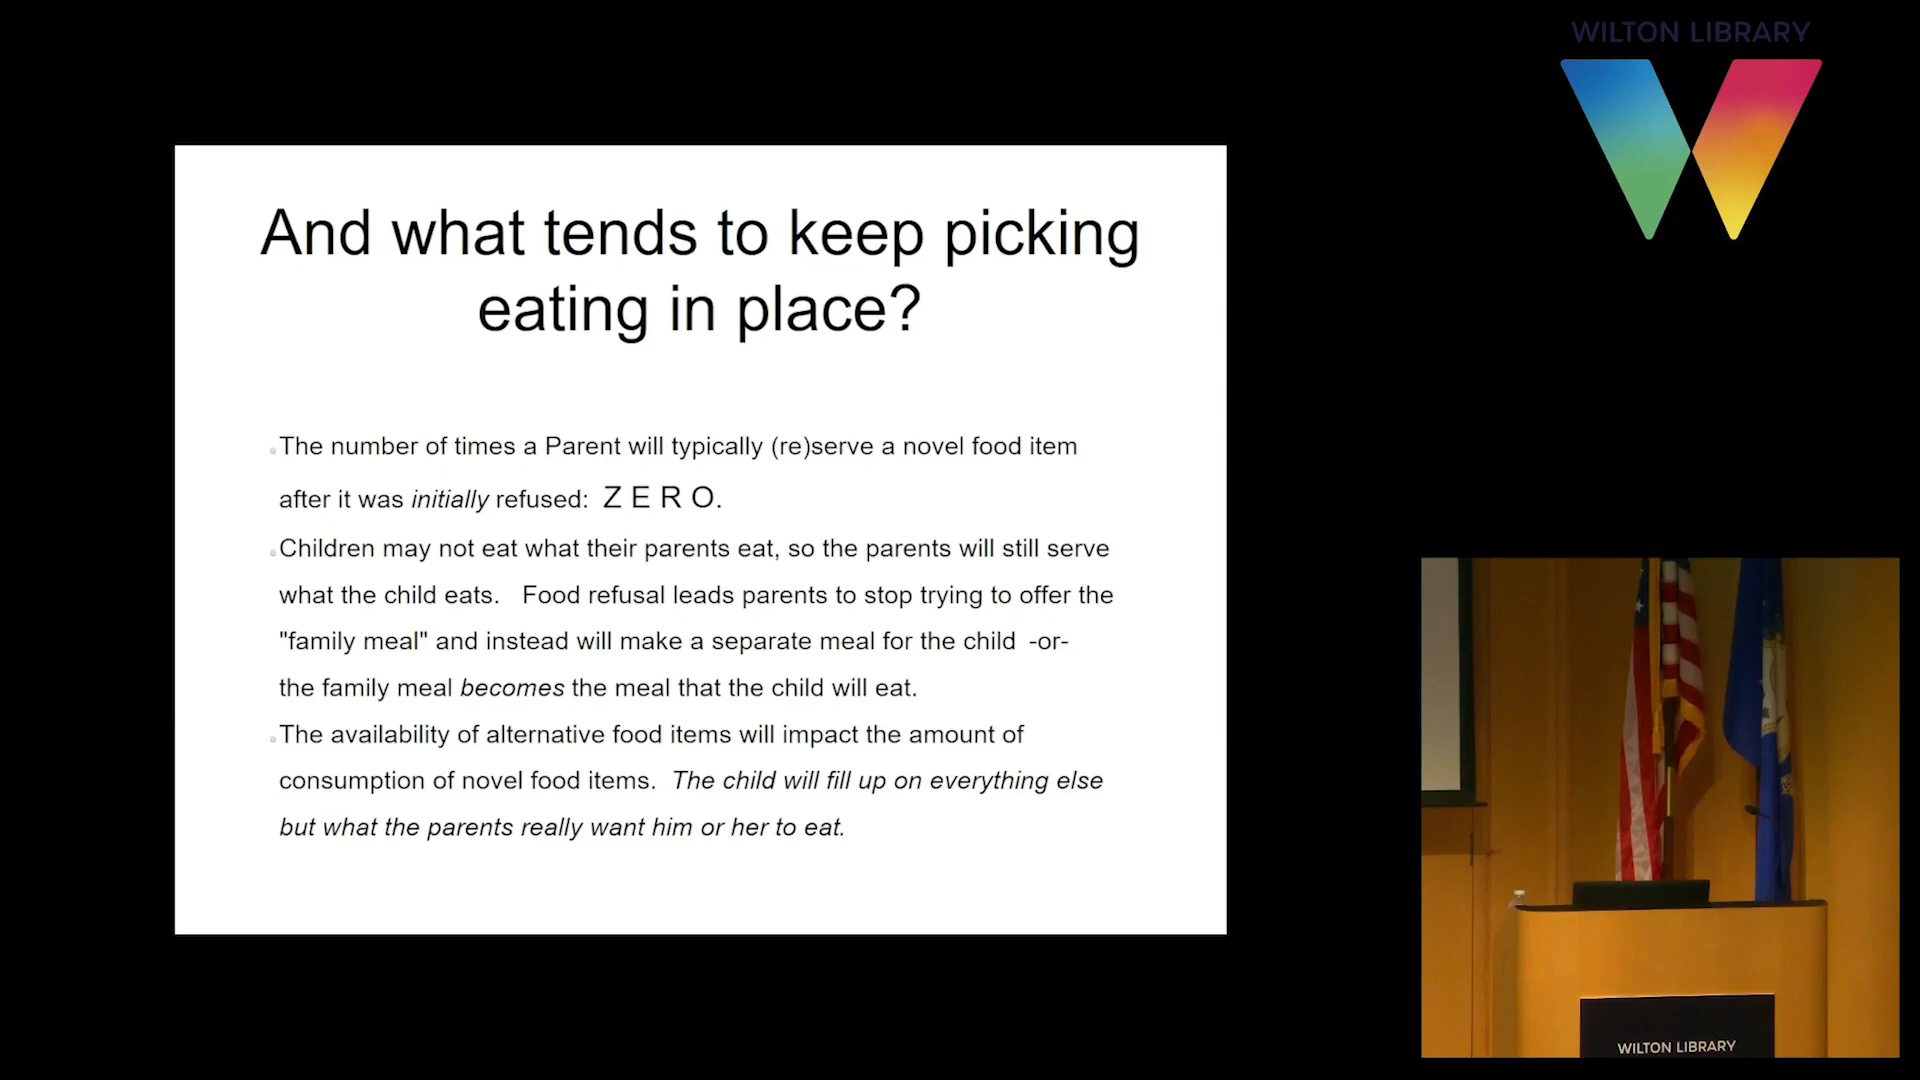 WILTON LIBRARY
And what tends to keep picking
eating in place?
The number of times a Parent will typically (re)serve a novel food item
after it was initially refused: Z E R O.
Children may not eat what their parents eat, so the parents will still serve
what the child eats. Food refusal leads parents to stop trying to offer the
"family meal" and instead will make a separate meal for the child -or-
the family meal becomes the meal that the child will eat.
The availability of alternative food items will impact the amount of
consumption of novel food items. The child will fill up on everything else
but what the parents really want him or her to eat.
WILTON LIBRARY